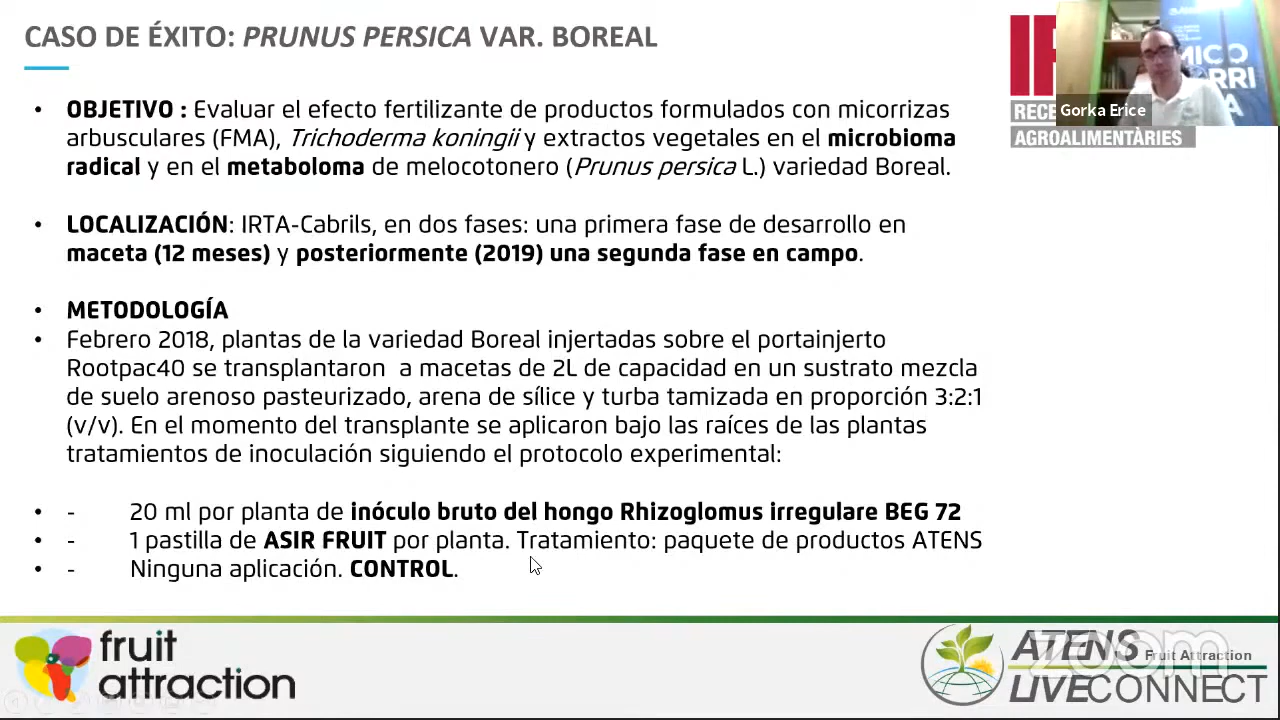 CASO DE ÉXITO: PRUNUS PERSICA VAR. BOREAL
• OBJETIVO : Evaluar el efecto fertilizante de productos formulados con micorrizas
arbusculares (FMA), Trichoderma koningii y extractos vegetales en el microbioma
radical y en el metaboloma de melocotonero (Prunus persica L.) variedad Boreal.
• LOCALIZACIÓN: IRTA-Cabrils, en dos fases: una primera fase de desarrollo en
maceta (12 meses) y posteriormente (2019) una segunda fase en campo.
• METODOLOGÍA
• Febrero 2018, plantas de la variedad Boreal injertadas sobre el portainjerto
Rootpac40 se transplantaron a macetas de 2L de capacidad en un sustrato mezcla
de suelo arenoso pasteurizado, arena de sílice y turba tamizada en proporción 3:2:1
(v/v). En el momento del transplante se aplicaron bajo las raíces de las plantas
tratamientos de inoculación siguiendo el protocolo experimental:
• - 20 ml por planta de inóculo bruto del hongo Rhizoglomus irregulare BEG 72
• - 1 pastilla de ASIR FRUIT por planta. Tratamiento: paquete de productos ATENS
• - Ninguna aplicación. CONTROL.
Gorka Erice
AGROALIMENTÀRIES
fruit
attraction
ATENS Fruit Attraction
zoom
LIVECONNECT